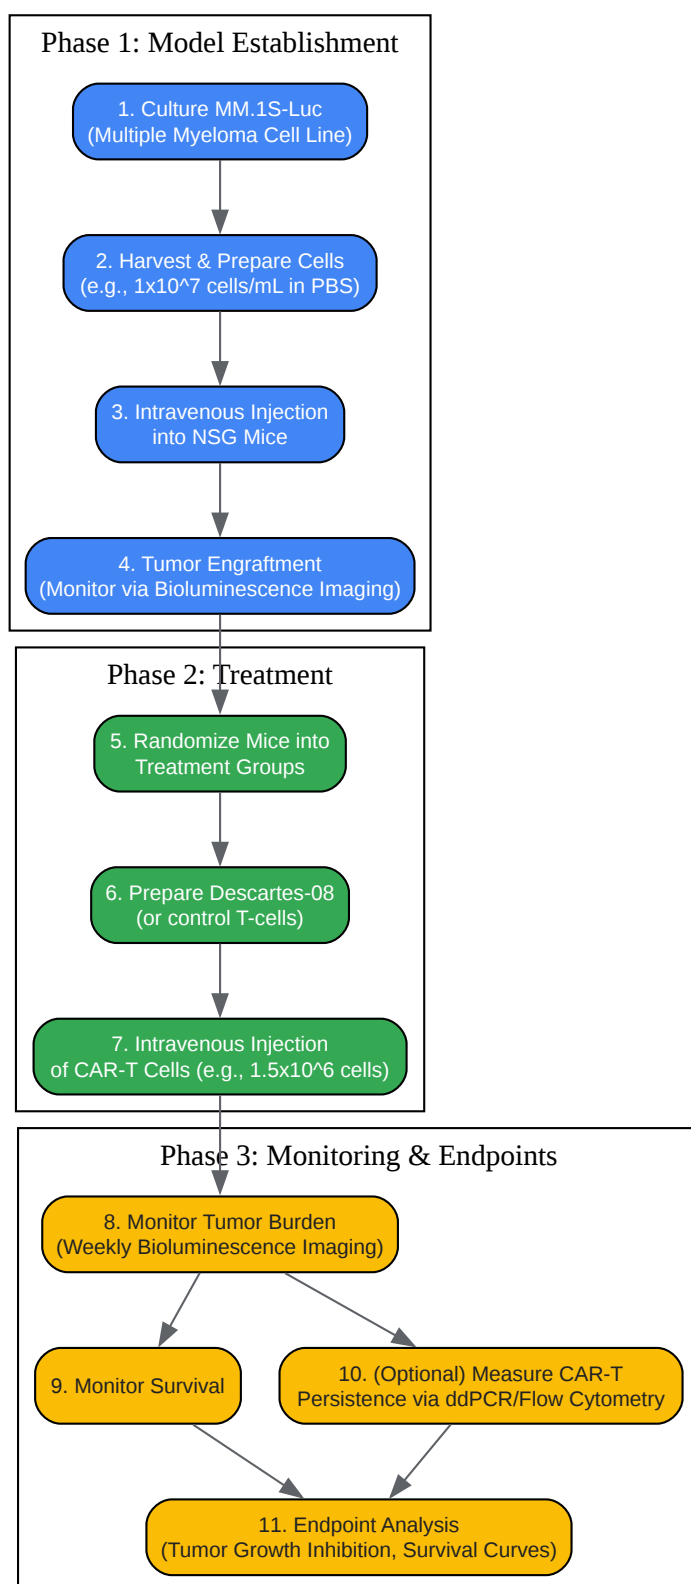 Phase 1: Model Establishment
1. Culture MM.1S-Luc
(Multiple Myeloma Cell Line)
2. Harvest & Prepare Cells
(e.g., 1x10^7 cells/mL in PBS)
3. Intravenous Injection
into NSG Mice
4. Tumor Engraftment
(Monitor via Bioluminescence Imaging)
Phase 2: Treatment
5. Randomize Mice into
Treatment Groups
6. Prepare Descartes-08
(or control T-cells)
7. Intravenous Injection
of CAR-T Cells (e.g., 1.5x10^6 cells)
Phase 3: Monitoring & Endpoints
8. Monitor Tumor Burden
(Weekly Bioluminescence Imaging)
9. Monitor Survival
10. (Optional) Measure CAR-T
Persistence via ddPCR/Flow Cytometry
11. Endpoint Analysis
(Tumor Growth Inhibition, Survival Curves)